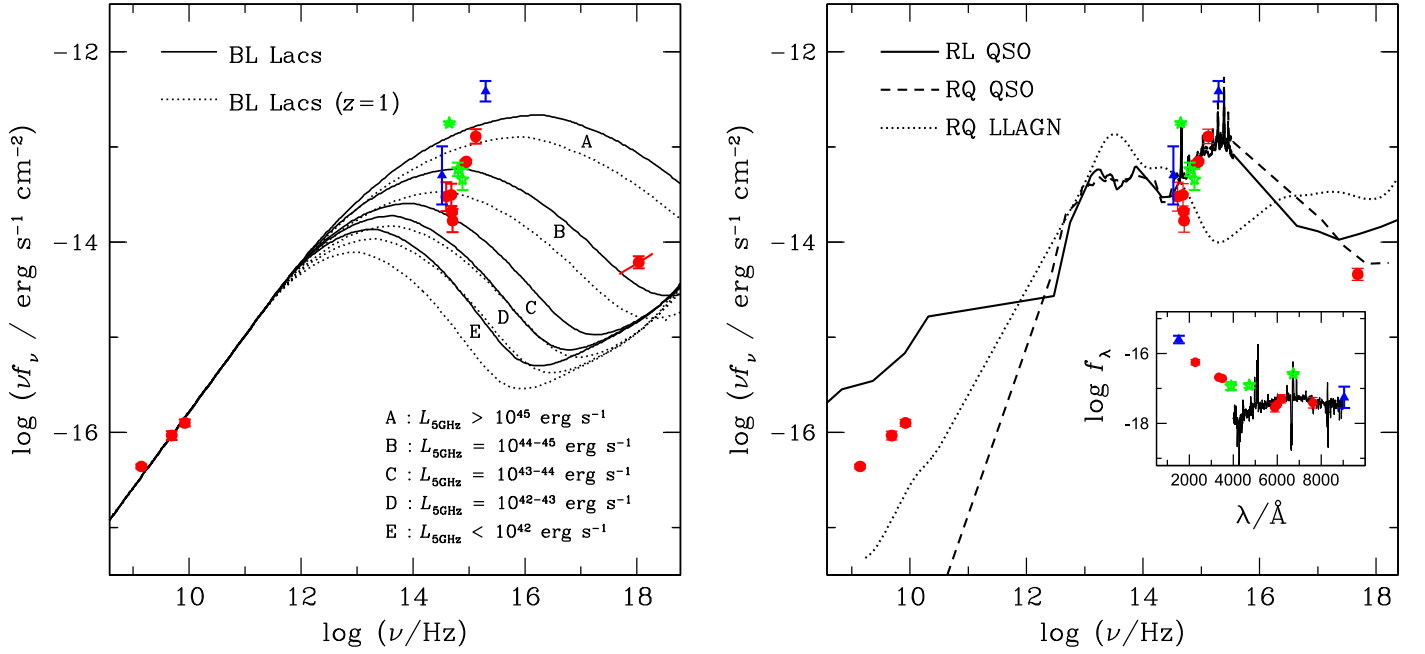 BL Lacs
BL Lacs (z=1)
A
B
C
D
E
A : L5GHz > 10^45 erg s^−1
B : L5GHz = 10^44−45 erg s^−1
C : L5GHz = 10^43−44 erg s^−1
D : L5GHz = 10^42−43 erg s^−1
E : L5GHz < 10^42 erg s^−1
−12
−13
−14
−15
−16
−17
10
12
14
16
18
log (ν/Hz)
log (νfν / erg s^−1 cm^−2)
RL QSO
RQ QSO
RQ LLAGN
−12
−14
−16
10
12
14
16
18
log (ν/Hz)
log (νfν / erg s^−1 cm^−2)
-16
-18
2000 4000 6000 8000
λ/Å
log fλ